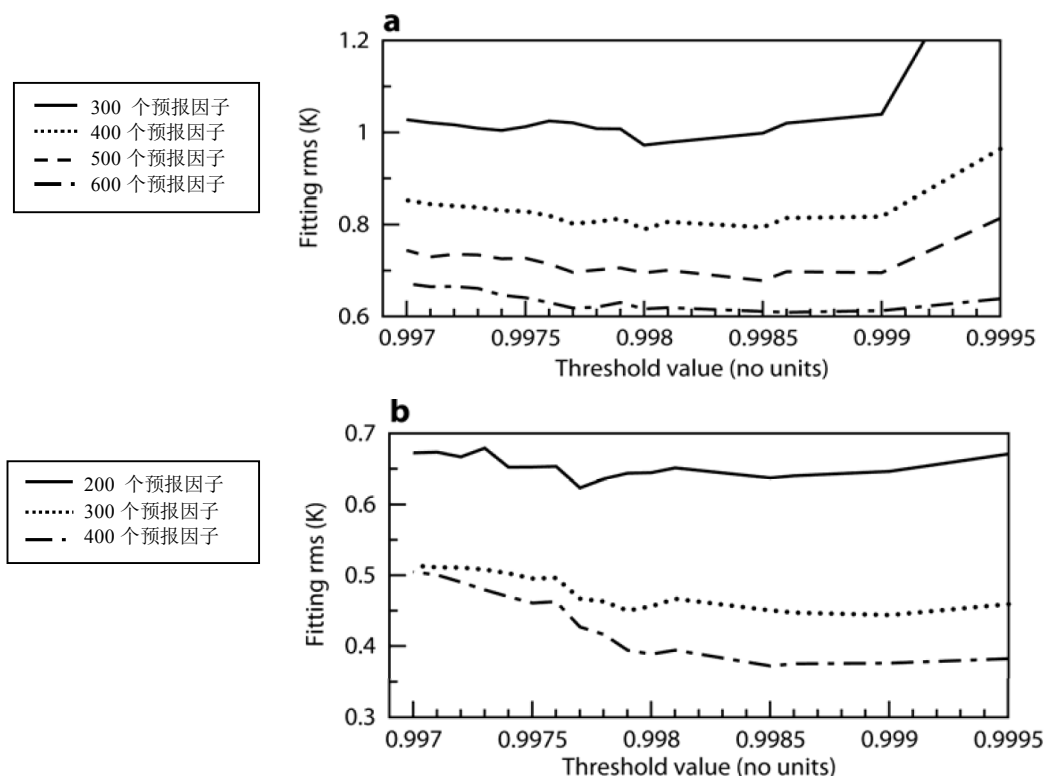 a
300 个预报因子
400 个预报因子
500 个预报因子
600 个预报因子
Fitting rms (K)
1.2
1
0.8
0.6
0.997 0.9975 0.998 0.9985 0.999 0.9995
Threshold value (no units)
b
200 个预报因子
300 个预报因子
400 个预报因子
Fitting rms (K)
0.7
0.6
0.5
0.4
0.3
0.997 0.9975 0.998 0.9985 0.999 0.9995
Threshold value (no units)